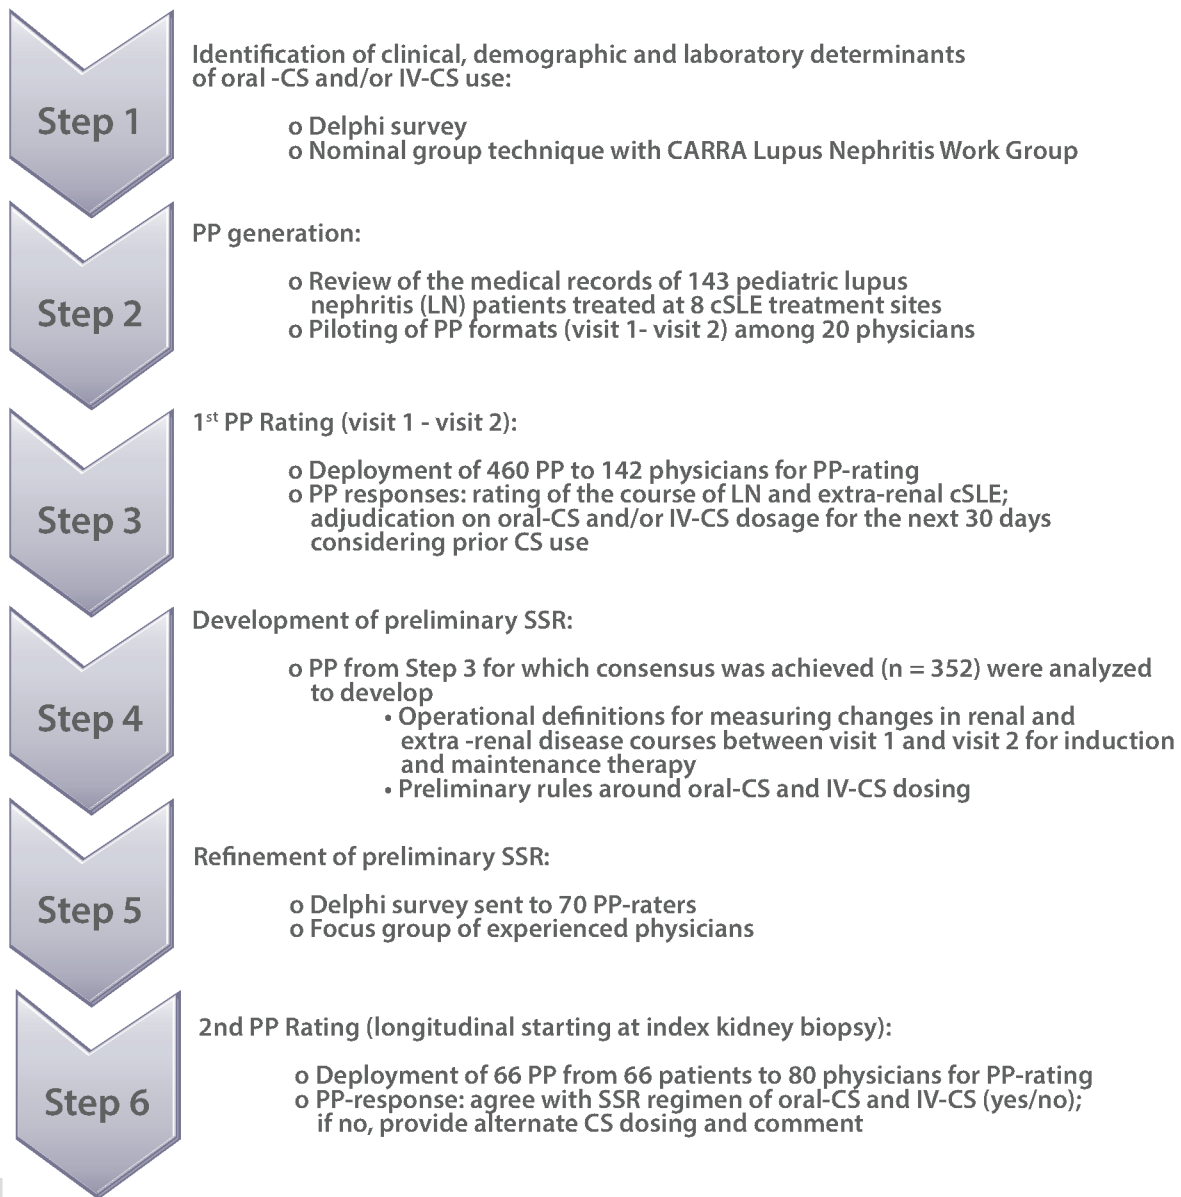 Step 1
Identification of clinical, demographic and laboratory determinants
of oral -CS and/or IV-CS use:
o Delphi survey
o Nominal group technique with CARRA Lupus Nephritis Work Group
Step 2
PP generation:
o Review of the medical records of 143 pediatric lupus
nephritis (LN) patients treated at 8 cSLE treatment sites
o Piloting of PP formats (visit 1- visit 2) among 20 physicians
Step 3
1st PP Rating (visit 1 - visit 2):
o Deployment of 460 PP to 142 physicians for PP-rating
o PP responses: rating of the course of LN and extra-renal cSLE;
adjudication on oral-CS and/or IV-CS dosage for the next 30 days
considering prior CS use
Step 4
Development of preliminary SSR:
o PP from Step 3 for which consensus was achieved (n = 352) were analyzed
to develop
• Operational definitions for measuring changes in renal and
extra -renal disease courses between visit 1 and visit 2 for induction
and maintenance therapy
• Preliminary rules around oral-CS and IV-CS dosing
Step 5
Refinement of preliminary SSR:
o Delphi survey sent to 70 PP-raters
o Focus group of experienced physicians
Step 6
2nd PP Rating (longitudinal starting at index kidney biopsy):
o Deployment of 66 PP from 66 patients to 80 physicians for PP-rating
o PP-response: agree with SSR regimen of oral-CS and IV-CS (yes/no);
if no, provide alternate CS dosing and comment